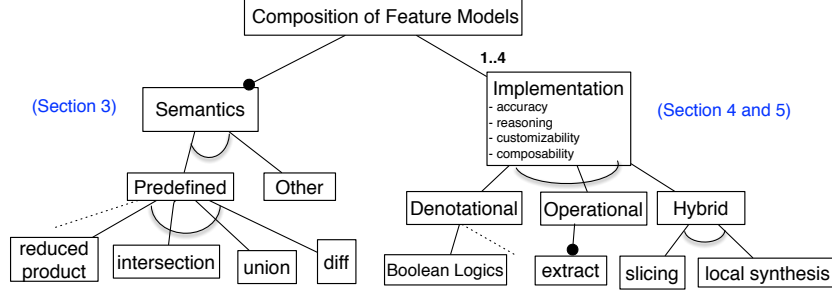 Composition of Feature Models
1..4
(Section 3)
Semantics
Implementation
- accuracy
- reasoning
- customizability
- composability
(Section 4 and 5)
Predefined
Other
Denotational
Operational
Hybrid
reduced
product
intersection
union
diff
Boolean Logics
extract
slicing
local synthesis